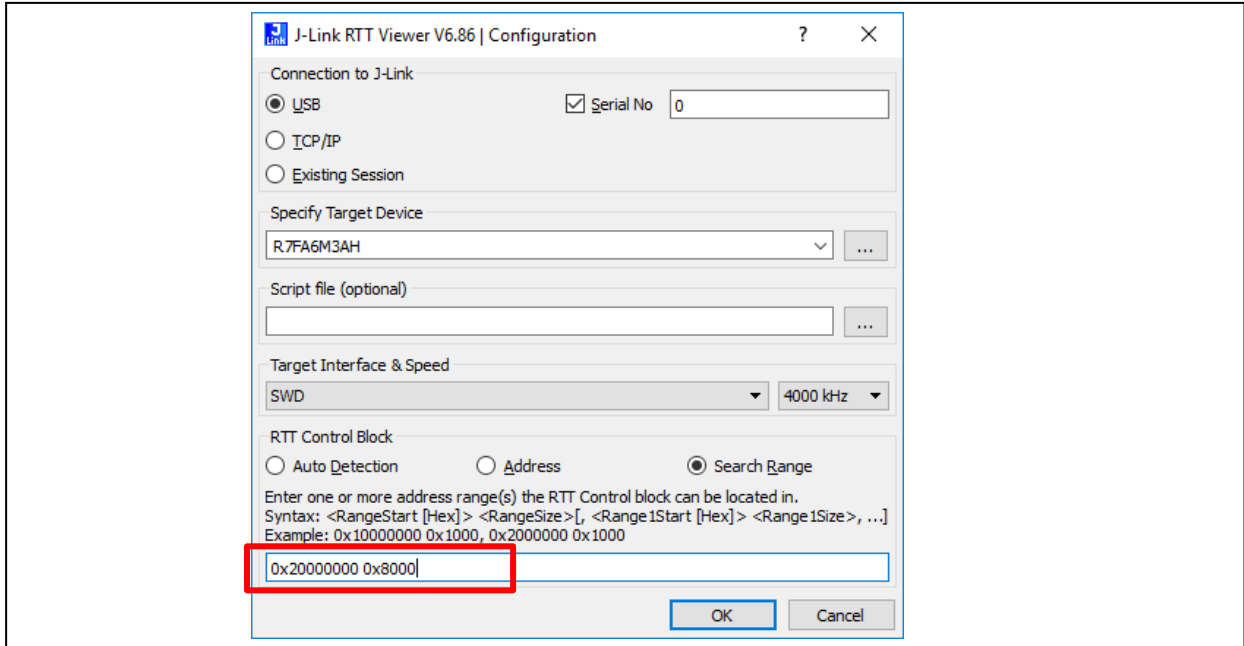 J-Link RTT Viewer V6.86 | Configuration ?
Connection to J-Link
USB Serial No 0
TCP/IP
Existing Session
Specify Target Device
R7FA6M3AH ...
Script file (optional)
...
Target Interface & Speed
SWD 4000 kHz
RTT Control Block
Auto Detection Address Search Range
Enter one or more address range(s) the RTT Control block can be located in.
Syntax: <RangeStart [Hex]> <RangeSize>[, <Range1Start [Hex]> <Range1Size>, ...]
Example: 0x10000000 0x1000, 0x2000000 0x1000
0x20000000 0x8000
OK Cancel